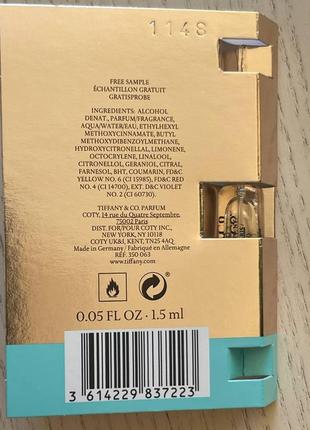 1148
FREE SAMPLE
ÉCHANTILLON GRATUIT
GRATISPROBE
INGREDIENTS: ALCOHOL
DENAT., PARFUM/FRAGRANCE,
AQUA/WATER/EAU, ETHYLHEXYL
METHOXYCINNAMATE, BUTYL
METHOXYDIBENZOYLMETHANE,
HYDROXYCITRONELLAL, LIMONENE,
OCTOCRYLENE, LINALOOL,
CITRONELLOL, GERANIOL, CITRAL,
FARNESOL, BHT, COUMARIN, FD&C
YELLOW NO. 6 (CI 15985), FD&C RED
NO. 4 (CI 14700), EXT. D&C VIOLET
NO. 2 (CI 60730).
TIFFANY & CO. PARFUM
COTY, 14 rue du Quatre Septembre,
75002 Paris
DIST. FOR/POUR COTY INC.,
NEW YORK, NY 10118
COTY UK&I, KENT, TN25 4AQ
Made in Germany / Fabriqué en Allemagne
RÉF. 350 063
www.tiffany.com
0.05 FL OZ · 1.5 ml
3 614229 837223